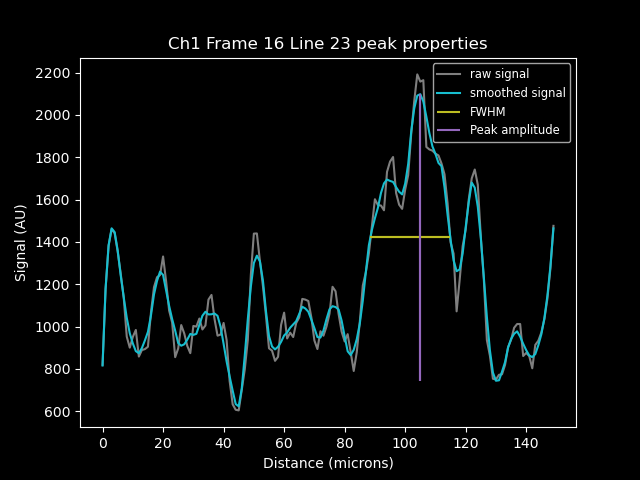 Ch1 Frame 16 Line 23 peak properties
raw signal
smoothed signal
FWHM
Peak amplitude
Signal (AU)
2200
2000
1800
1600
1400
1200
1000
800
600
0 20 40 60 80 100 120 140
Distance (microns)